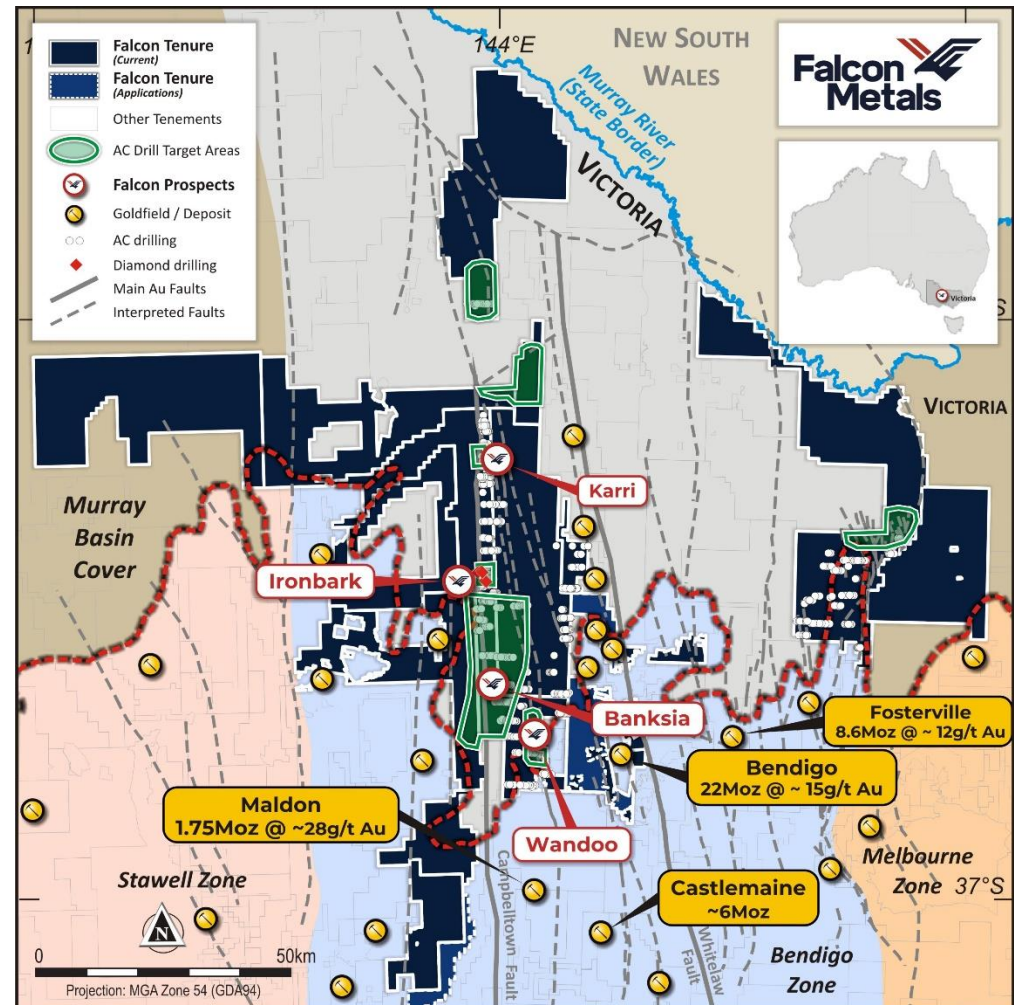 Falcon Tenure
(Current)
Falcon Tenure
(Applications)
Other Tenements
AC Drill Target Areas
Falcon Prospects
Goldfield / Deposit
AC drilling
Diamond drilling
Main Au Faults
Interpreted Faults
144°E
NEW SOUTH
WALES
Murray River
(State Border)
VICTORIA
Falcon
Metals
Victoria
S
VICTORIA
Murray
Basin
Cover
Karri
Ironbark
Banksia
Fosterville
8.6Moz @ ~ 12g/t Au
Bendigo
22Moz @ ~ 15g/t Au
Maldon
1.75Moz @ ~28g/t Au
Wandoo
Melbourne
Zone
37°S
Stawell Zone
Castlemaine
~6Moz
Campbelltown Fault
Whitelaw
Fault
Bendigo
Zone
N
0
50km
Projection: MGA Zone 54 (GDA94)